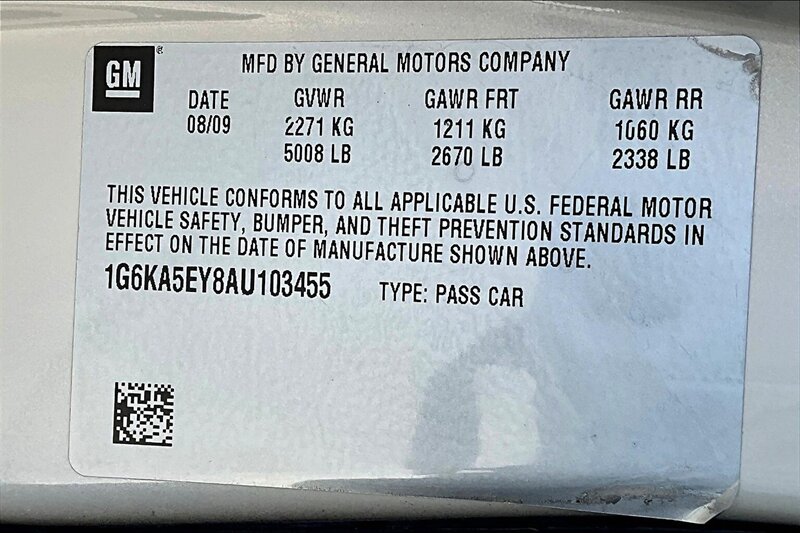 GM ®
MFD BY GENERAL MOTORS COMPANY
DATE GVWR GAWR FRT GAWR RR
08/09 2271 KG 1211 KG 1060 KG
5008 LB 2670 LB 2338 LB
THIS VEHICLE CONFORMS TO ALL APPLICABLE U.S. FEDERAL MOTOR
VEHICLE SAFETY, BUMPER, AND THEFT PREVENTION STANDARDS IN
EFFECT ON THE DATE OF MANUFACTURE SHOWN ABOVE.
1G6KA5EY8AU103455 TYPE: PASS CAR